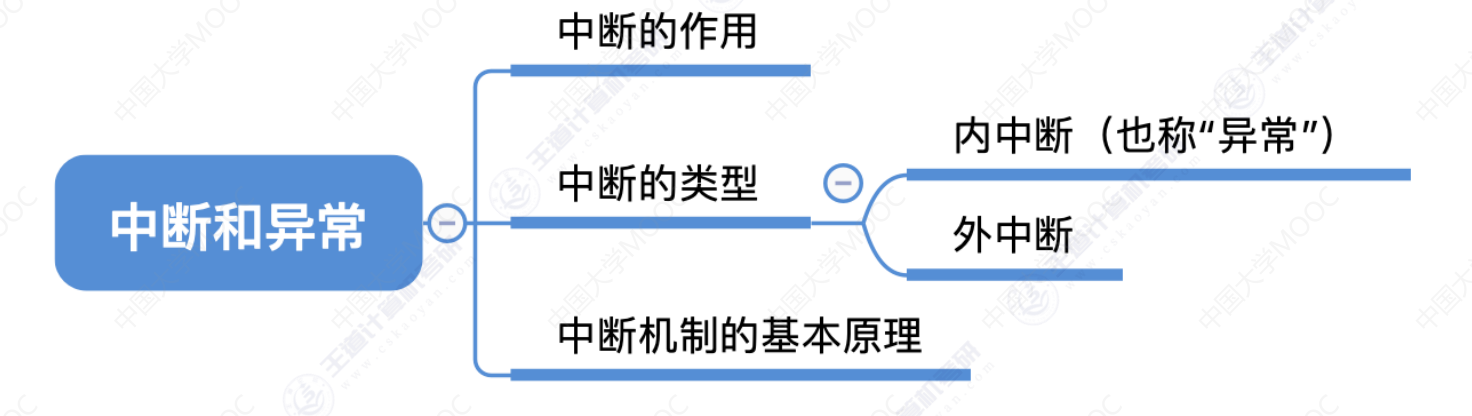 中断的作用
内中断（也称“异常”）
中断的类型
中断和异常
外中断
中断机制的基本原理
中国大学MOOC
王道计算机考研
www.cskaoyan.com